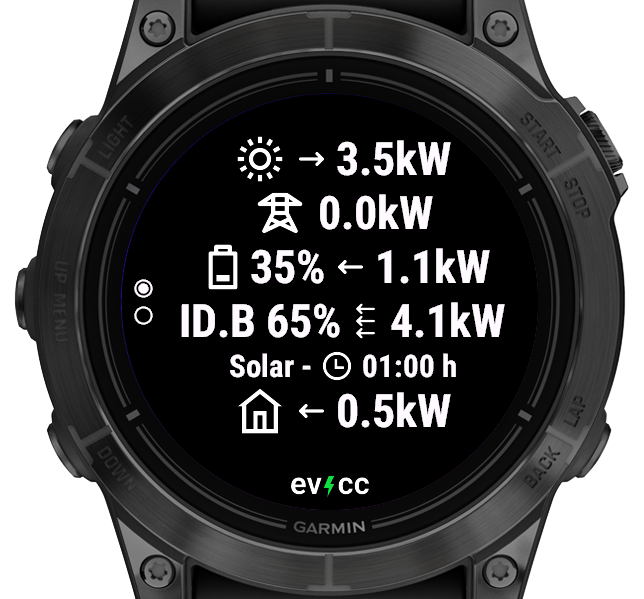 LIGHT
START
STOP
→ 3.5kW
0.0kW
35% ← 1.1kW
UP·MENU
ID.B 65% ← 4.1kW
Solar - 01:00 h
← 0.5kW
LAP
DOWN
BACK
evcc
GARMIN